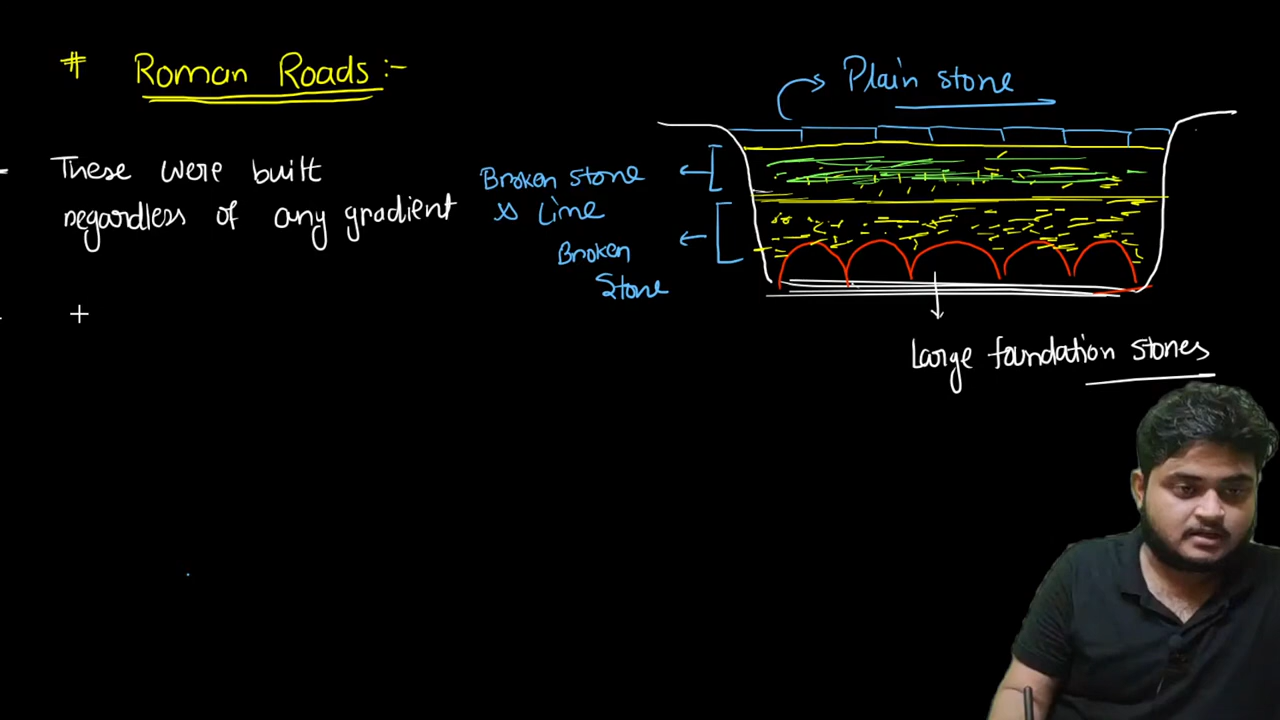 # Roman Roads :-
These were built
regardless of any gradient
Plain stone
Broken stone
& Lime
Broken
Stone
Large foundation stones